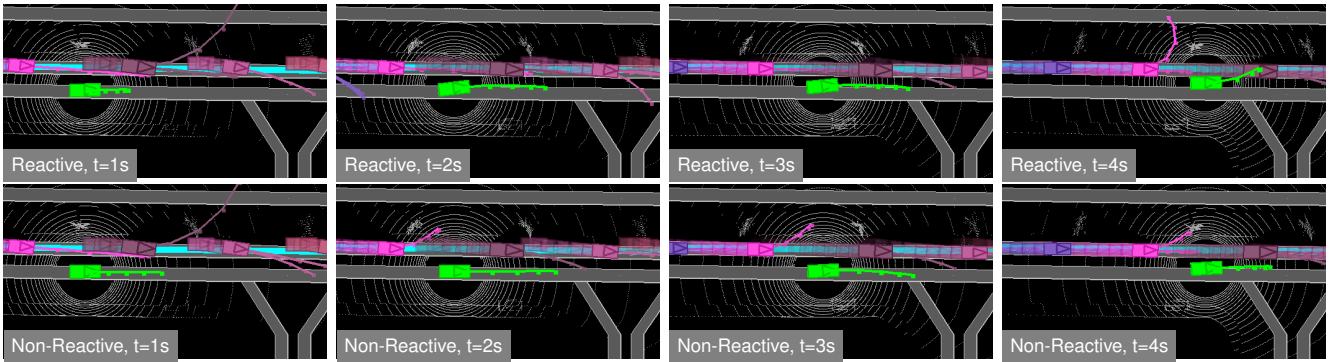 Reactive, t=1s
Reactive, t=2s
Reactive, t=3s
Reactive, t=4s
Non-Reactive, t=1s
Non-Reactive, t=2s
Non-Reactive, t=3s
Non-Reactive, t=4s